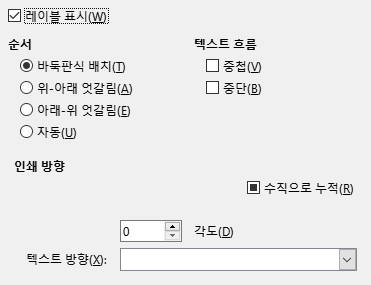 레이블 표시(W)
순서
텍스트 흐름
바둑판식 배치(T)
중첩(V)
위-아래 엇갈림(A)
중단(B)
아래-위 엇갈림(E)
자동(U)
인쇄 방향
수직으로 누적(R)
0
각도(D)
텍스트 방향(X):